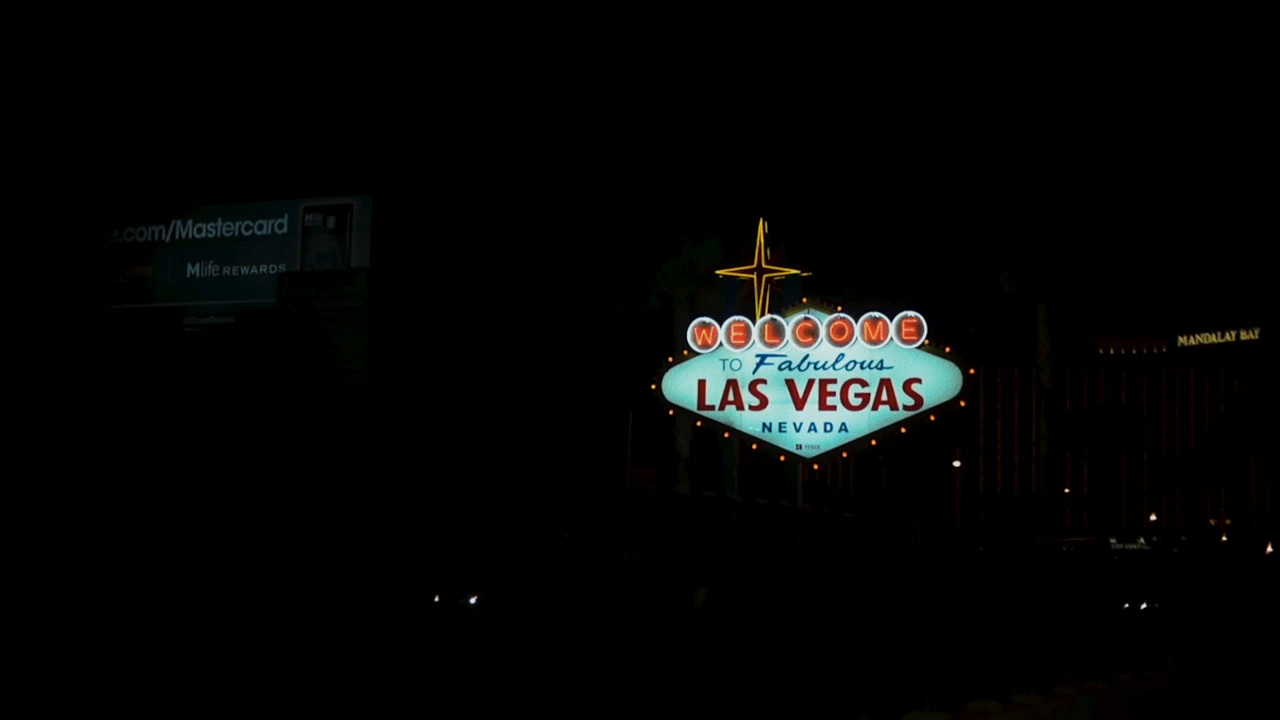 .com/Mastercard
Mlife REWARDS
WELCOME
TO Fabulous
LAS VEGAS
NEVADA
MANDALAY BAY